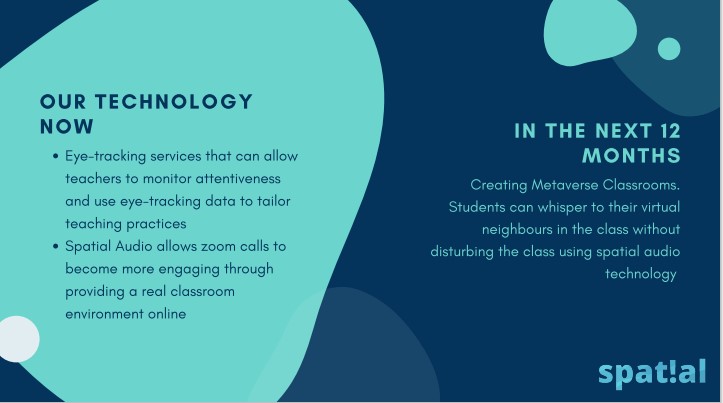 OUR TECHNOLOGY
NOW
• Eye-tracking services that can allow
teachers to monitor attentiveness
and use eye-tracking data to tailor
teaching practices
• Spatial Audio allows zoom calls to
become more engaging through
providing a real classroom
environment online
IN THE NEXT 12
MONTHS
Creating Metaverse Classrooms.
Students can whisper to their virtual
neighbours in the class without
disturbing the class using spatial audio
technology
spat!al